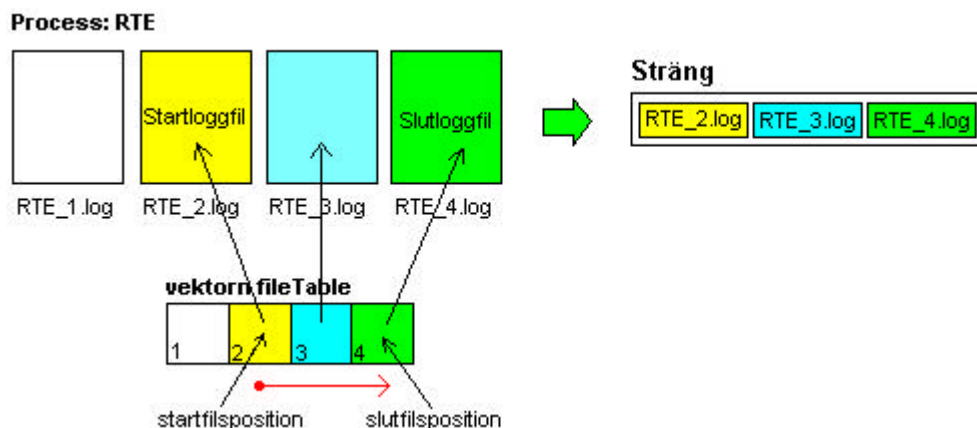 Process: RTE
Startloggfil
Slutloggfil
RTE_1.log
RTE_2.log
RTE_3.log
RTE_4.log
Sträng
RTE_2.log
RTE_3.log
RTE_4.log
vektorn fileTable
1
2
3
4
startfilsposition
slutfilsposition